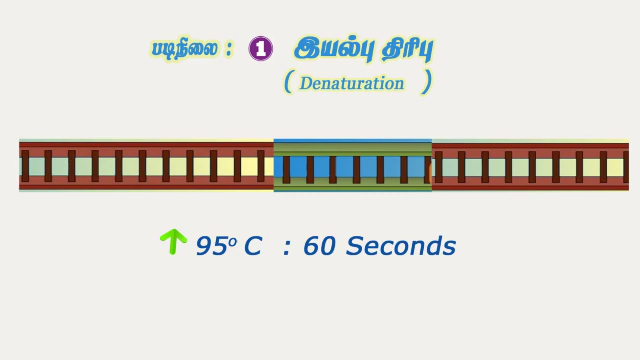 படிநிலை : 1 இயல்பு திரிபு
( Denaturation )
95º C : 60 Seconds